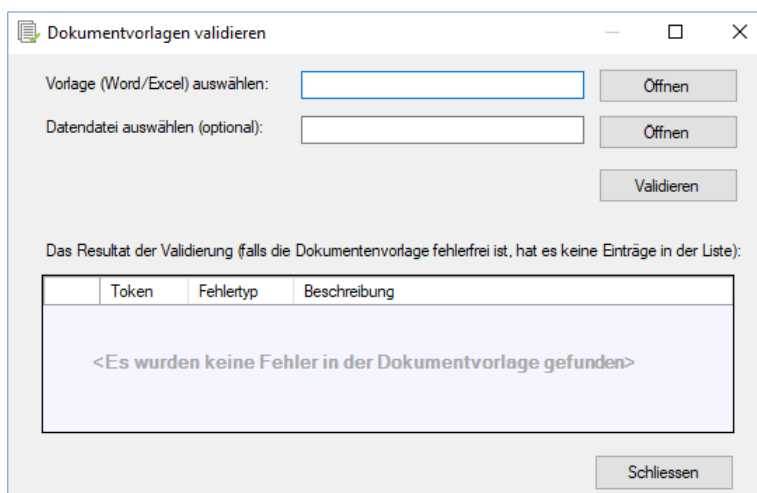 Dokumentvorlagen validieren
Vorlage (Word/Excel) auswählen:
Öffnen
Datendatei auswählen (optional):
Öffnen
Validieren
Das Resultat der Validierung (falls die Dokumentenvorlage fehlerfrei ist, hat es keine Einträge in der Liste):
Token Fehlertyp Beschreibung
<Es wurden keine Fehler in der Dokumentvorlage gefunden>
Schliessen